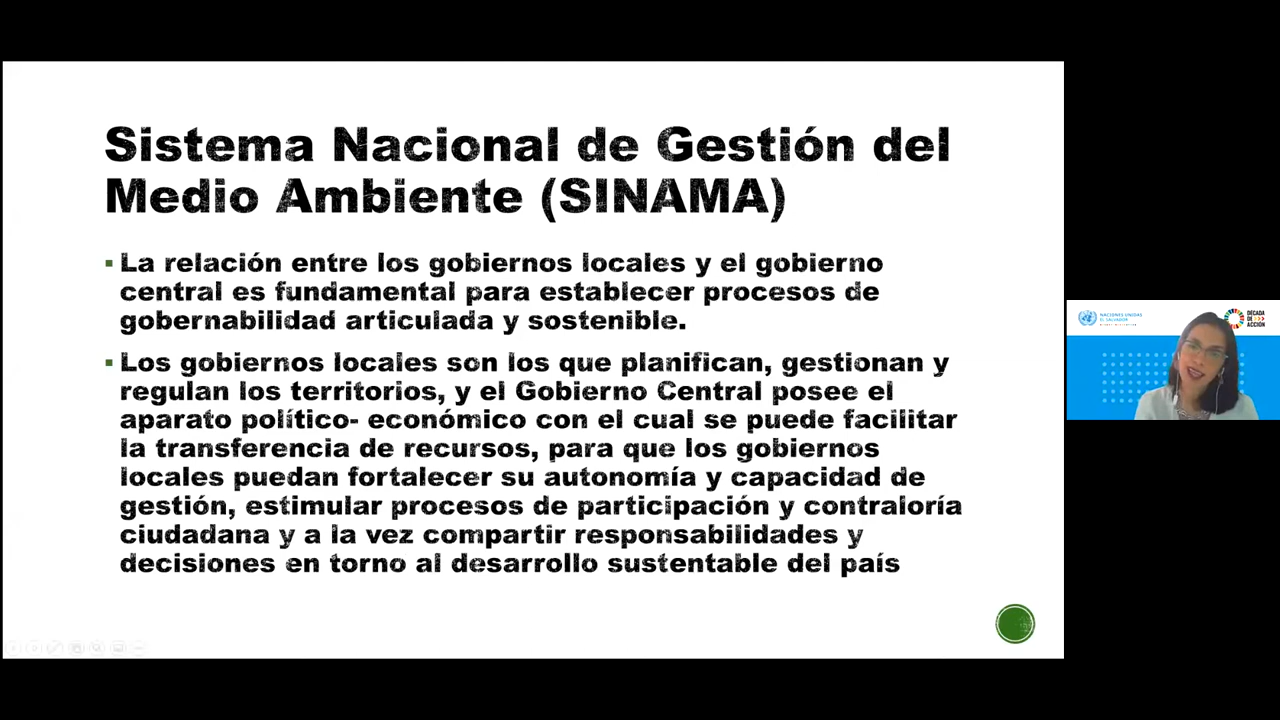 Sistema Nacional de Gestión del
Medio Ambiente (SINAMA)
▪ La relación entre los gobiernos locales y el gobierno
central es fundamental para establecer procesos de
gobernabilidad articulada y sostenible.
▪ Los gobiernos locales son los que planifican, gestionan y
regulan los territorios, y el Gobierno Central posee el
aparato político- económico con el cual se puede facilitar
la transferencia de recursos, para que los gobiernos
locales puedan fortalecer su autonomía y capacidad de
gestión, estimular procesos de participación y contraloría
ciudadana y a la vez compartir responsabilidades y
decisiones en torno al desarrollo sustentable del país
NACIONES UNIDAS
EL SALVADOR
DÉCADA
DE >>>
ACCIÓN